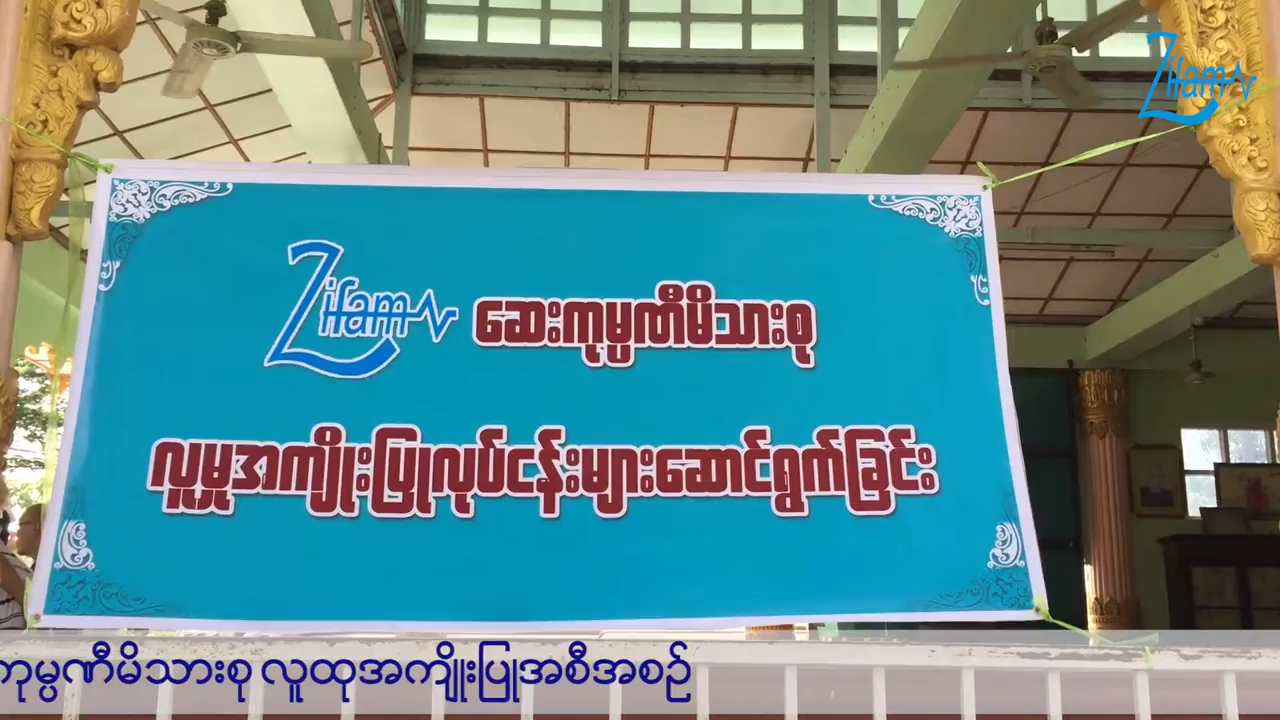 Zifam
Zifam ဆေးကုမ္ပဏီမိသားစု
လူမှုအကျိုးပြုလုပ်ငန်းများဆောင်ရွက်ခြင်း
ကုမ္ပဏီမိသားစု လူထုအကျိုးပြုအစီအစဉ်